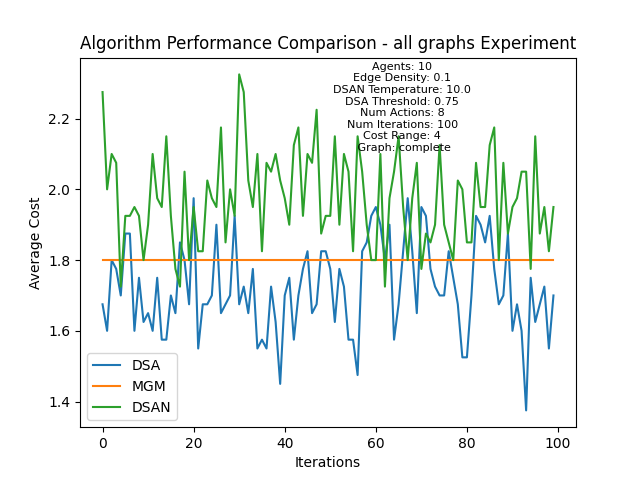 Algorithm Performance Comparison - all graphs Experiment
Agents: 10
Edge Density: 0.1
DSAN Temperature: 10.0
DSA Threshold: 0.75
Num Actions: 8
Num Iterations: 100
Cost Range: 4
Graph: complete
Average Cost
2.2
2.0
1.8
1.6
1.4
DSA
MGM
DSAN
0 20 40 60 80 100
Iterations